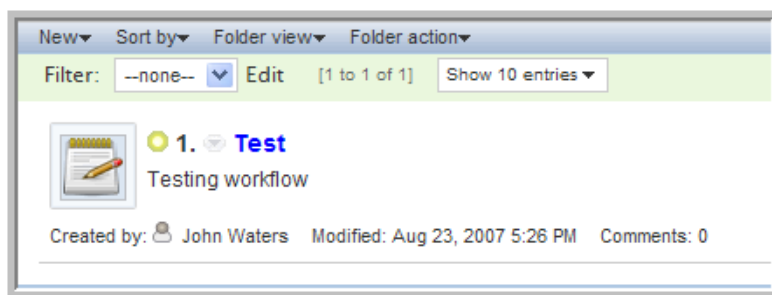 New Sort by Folder view Folder action
Filter: --none-- Edit [1 to 1 of 1] Show 10 entries
1. Test
Testing workflow
Created by: John Waters Modified: Aug 23, 2007 5:26 PM Comments: 0